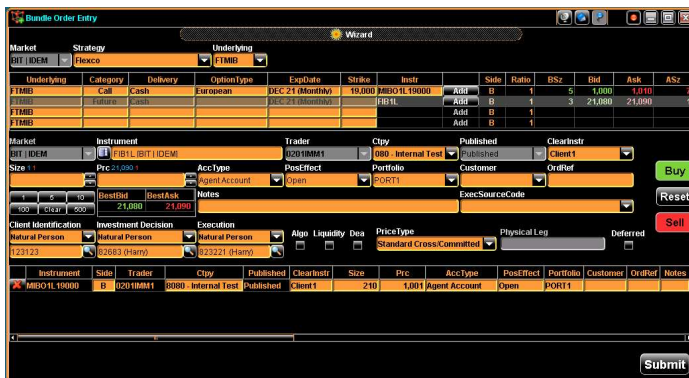 Bundle Order Entry
Wizard
Market Strategy Underlying
BIT | IDEM Flexco FTMIB
Underlying Category Delivery OptionType ExpDate Strike Instr Side Ratio BSz Bid Ask ASz
FTMIB Call Cash European DEC 21 (Monthly) 19,000 MIBO1L19000 Add B 1 5 1,000 1,010
FTMIB Future Cash DEC 21 (Monthly) FIB1L Add B 1 3 21,080 21,090
FTMIB Add B 1
FTMIB Add B 1
Market Instrument Trader Ctpy Published ClearInstr
BIT | IDEM FIB1L [BIT | IDEM] 0201IMM1 080 - Internal Test Published Client1
Size 1 1 Prc 21,090 1 AccType PosEffect Portfolio Customer OrdRef
Agent Account Open PORT1
Buy
1 5 10 BestBid BestAsk Notes ExecSourceCode
100 Clear 500 21,080 21,090
Reset
Client Identification Investment Decision Execution Algo Liquidity Dea PriceType Physical Leg Deferred
Natural Person Natural Person Natural Person Standard Cross/Committed
Sell
123123 82683 (Harry) 823221 (Harry)
Instrument Side Trader Ctpy Published ClearInstr Size Prc AccType PosEffect Portfolio Customer OrdRef Notes
MIBO1L19000 B 0201IMM1 8080 - Internal Test Published Client1 210 1,001 Agent Account Open PORT1
Submit